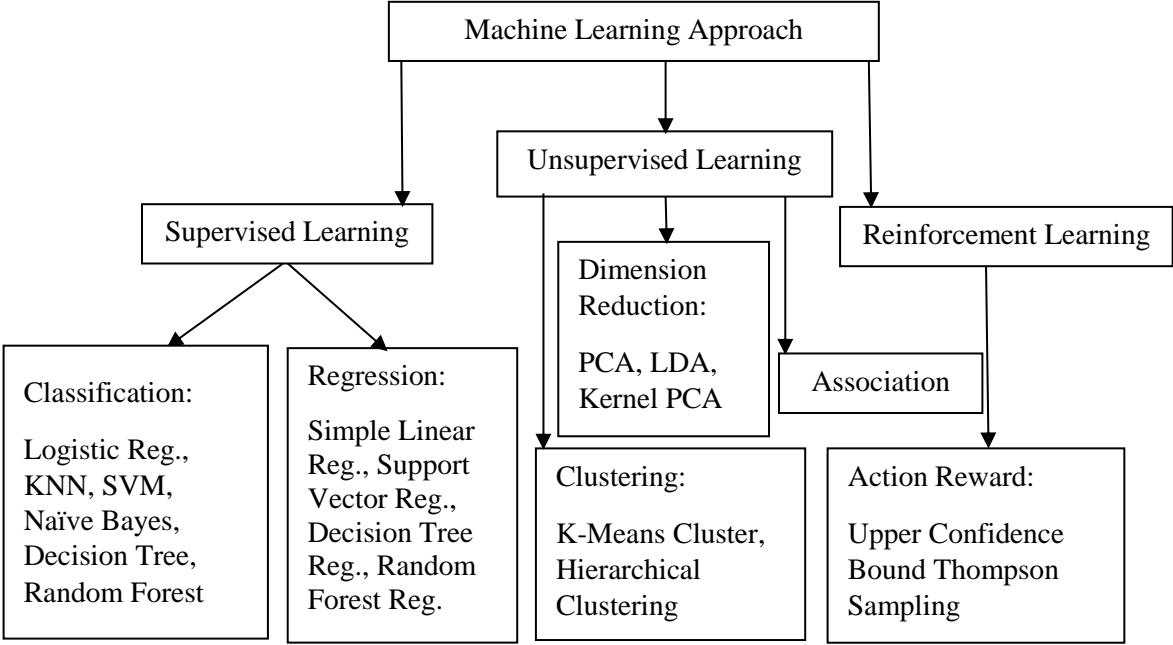 Machine Learning Approach
Unsupervised Learning
Supervised Learning
Reinforcement Learning
Dimension
Reduction:
PCA, LDA,
Kernel PCA
Association
Classification:
Logistic Reg.,
KNN, SVM,
Naïve Bayes,
Decision Tree,
Random Forest
Regression:
Simple Linear
Reg., Support
Vector Reg.,
Decision Tree
Reg., Random
Forest Reg.
Clustering:
K-Means Cluster,
Hierarchical
Clustering
Action Reward:
Upper Confidence
Bound Thompson
Sampling